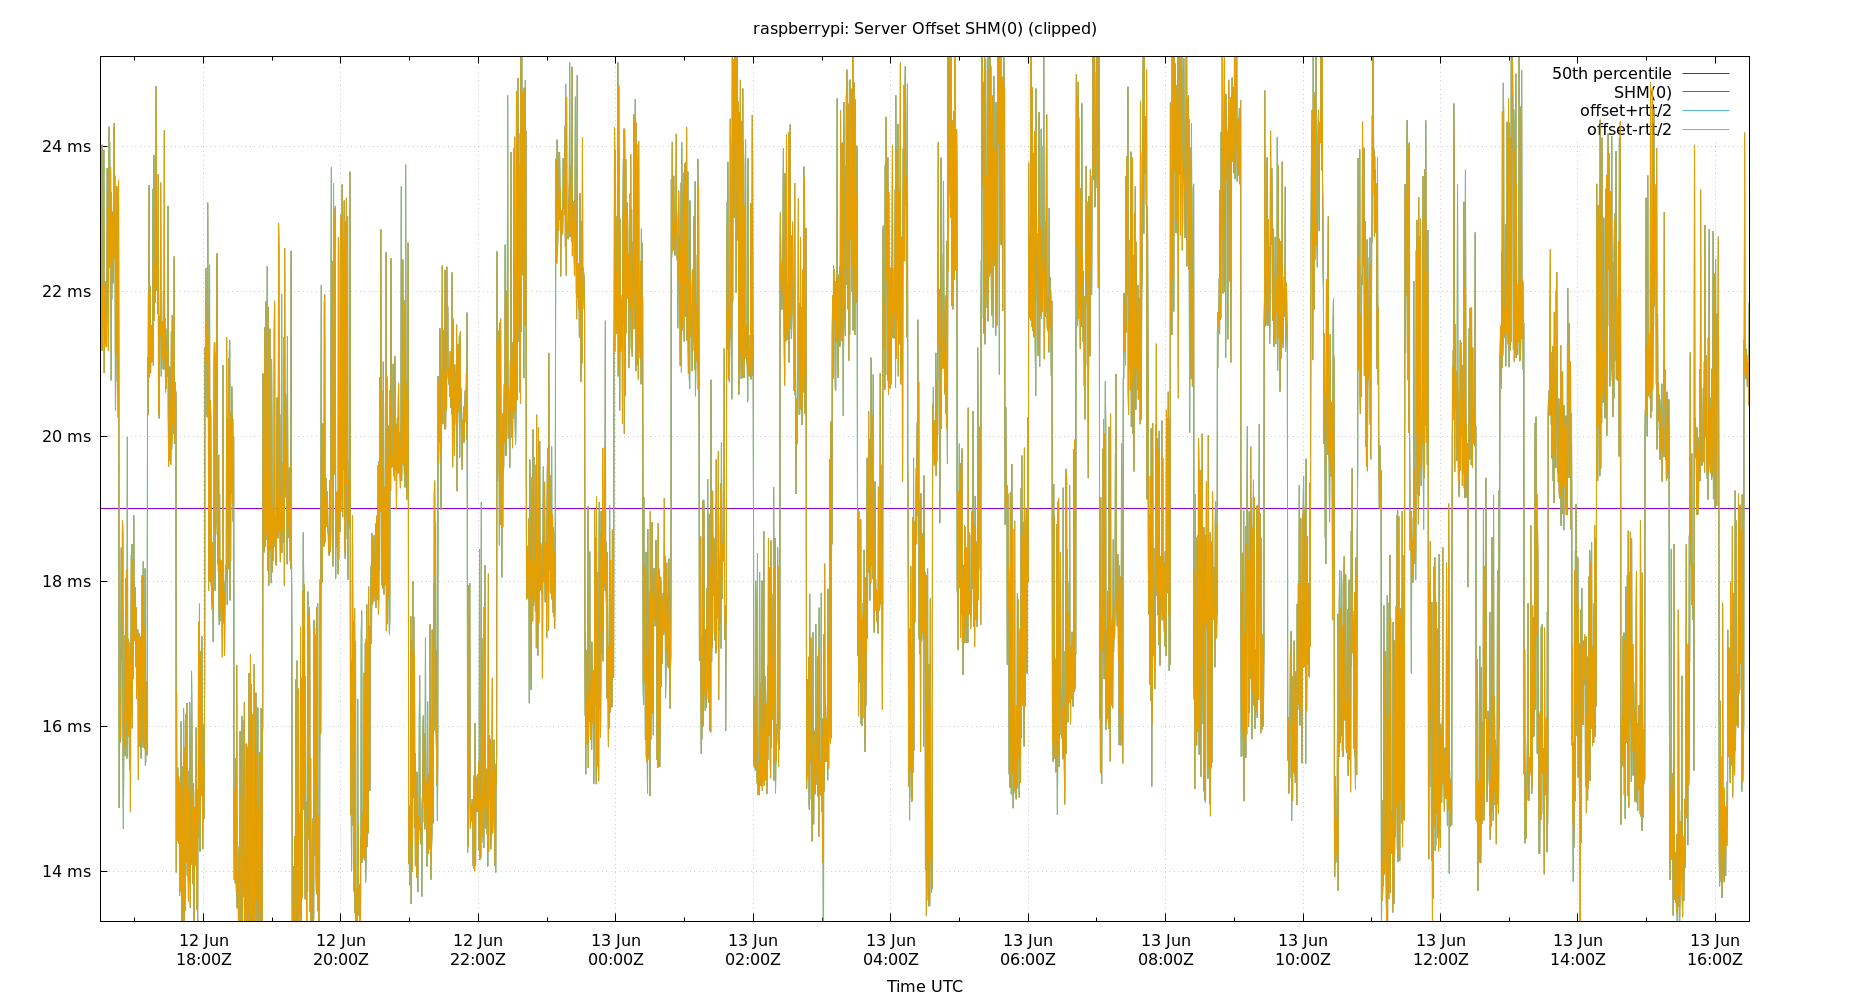 raspberrypi: Server Offset SHM(0) (clipped)
50th percentile
SHM(0)
offset+rtt/2
offset-rtt/2
24 ms
22 ms
20 ms
18 ms
16 ms
14 ms
12 Jun 12 Jun 12 Jun 13 Jun 13 Jun 13 Jun 13 Jun 13 Jun 13 Jun 13 Jun 13 Jun 13 Jun
18:00Z 20:00Z 22:00Z 00:00Z 02:00Z 04:00Z 06:00Z 08:00Z 10:00Z 12:00Z 14:00Z 16:00Z
Time UTC